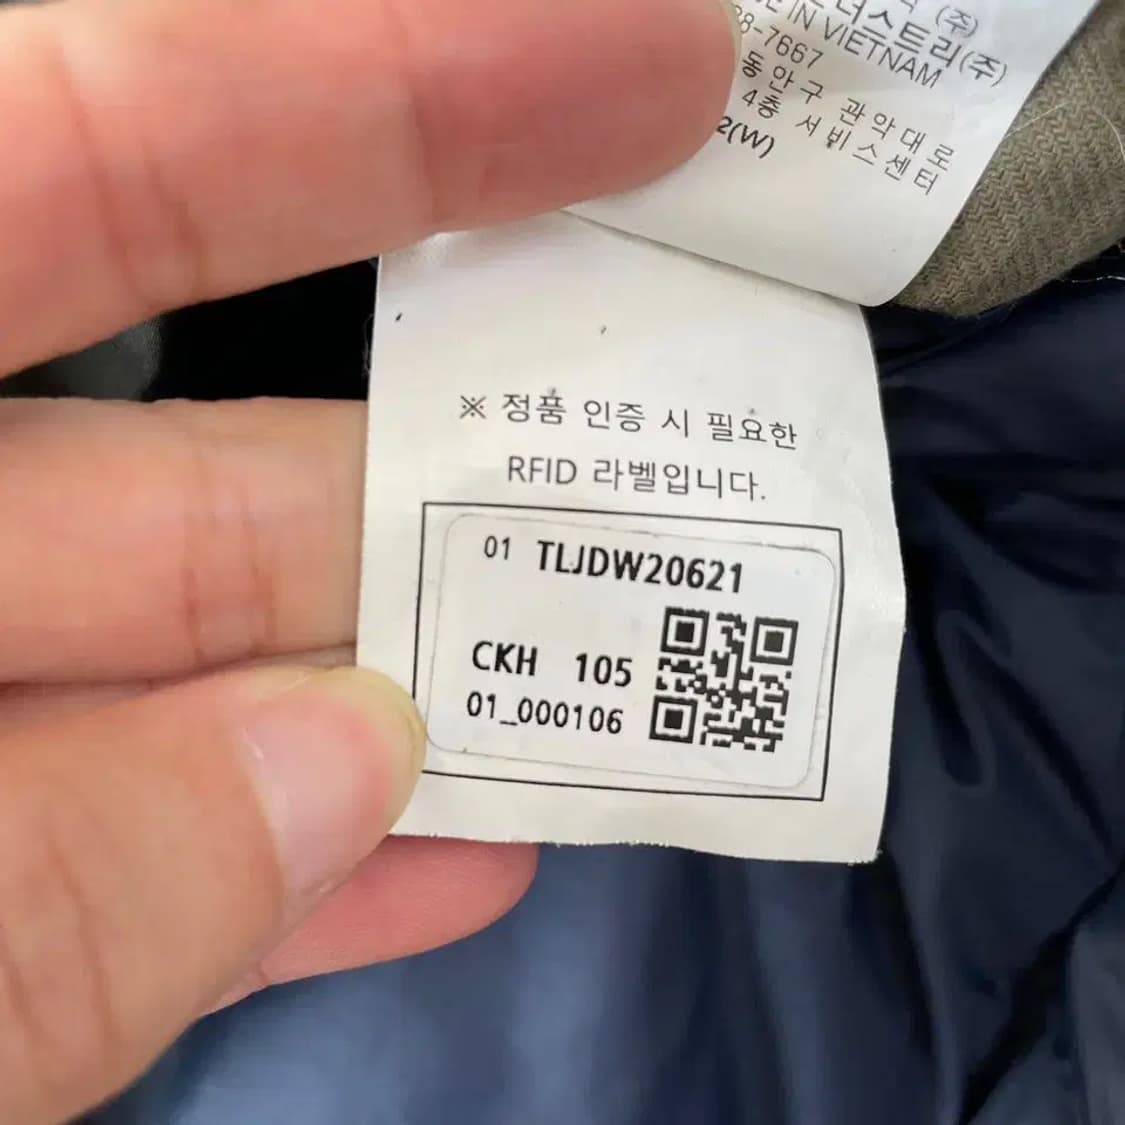 (주)
너스트리(주)
E IN VIETNAM
8-7667
동안구 관악대로
4층 서비스센터
2(W)
※ 정품 인증 시 필요한
RFID 라벨입니다.
01 TLJDW20621
CKH 105
01_000106